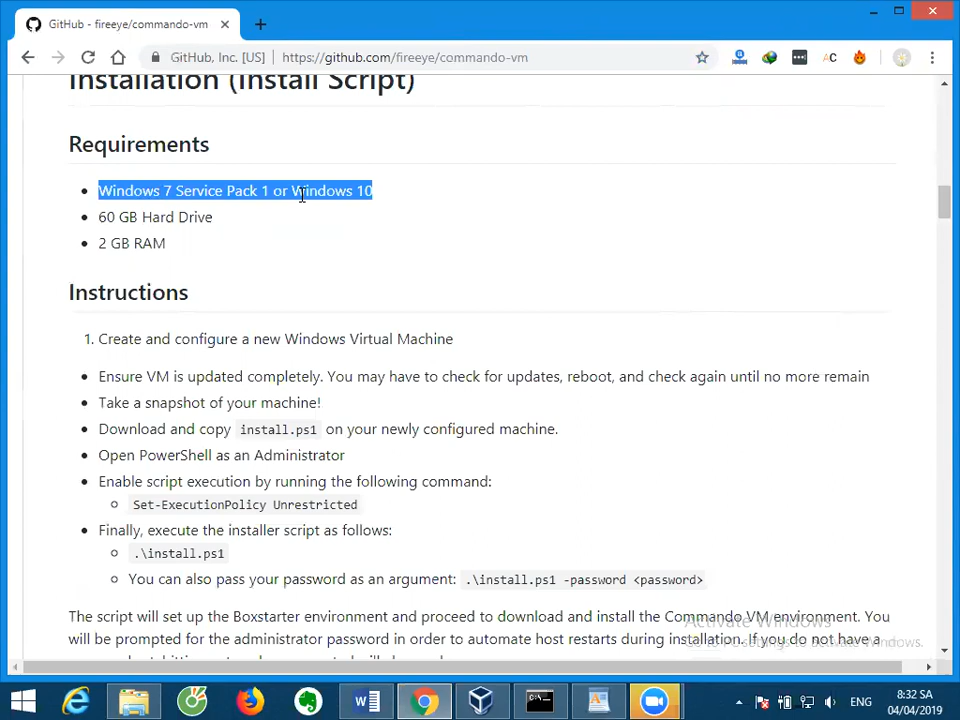 GitHub - fireeye/commando-vm
GitHub, Inc. [US] https://github.com/fireeye/commando-vm
AC
Installation (Install Script)
Requirements
Windows 7 Service Pack 1 or Windows 10
60 GB Hard Drive
2 GB RAM
Instructions
1. Create and configure a new Windows Virtual Machine
Ensure VM is updated completely. You may have to check for updates, reboot, and check again until no more remain
Take a snapshot of your machine!
Download and copy install.ps1 on your newly configured machine.
Open PowerShell as an Administrator
Enable script execution by running the following command:
Set-ExecutionPolicy Unrestricted
Finally, execute the installer script as follows:
.\install.ps1
You can also pass your password as an argument: .\install.ps1 -password <password>
The script will set up the Boxstarter environment and proceed to download and install the Commando VM environment. You
Activate Windows
will be prompted for the administrator password in order to automate host restarts during installation. If you do not have a
Go to PC settings to activate Windows.
ENG
8:32 SA
04/04/2019